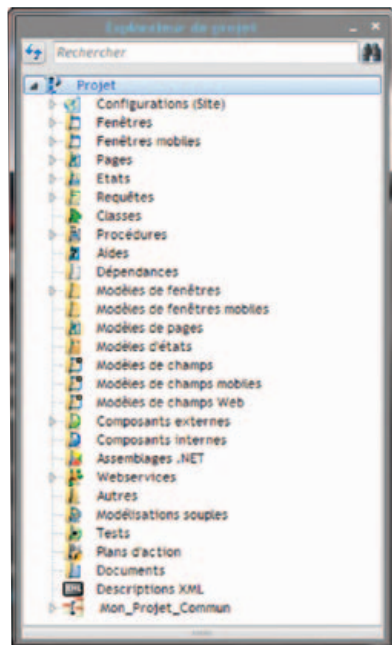 Explorateur de projet
Rechercher
Projet
Configurations (Site)
Fenêtres
Fenêtres mobiles
Pages
Etats
Requêtes
Classes
Procédures
Aides
Dépendances
Modèles de fenêtres
Modèles de fenêtres mobiles
Modèles de pages
Modèles d'états
Modèles de champs
Modèles de champs mobiles
Modèles de champs Web
Composants externes
Composants internes
Assemblages .NET
Webservices
Autres
Modélisations souples
Tests
Plans d'action
Documents
XML Descriptions XML
Mon_Projet_Commun